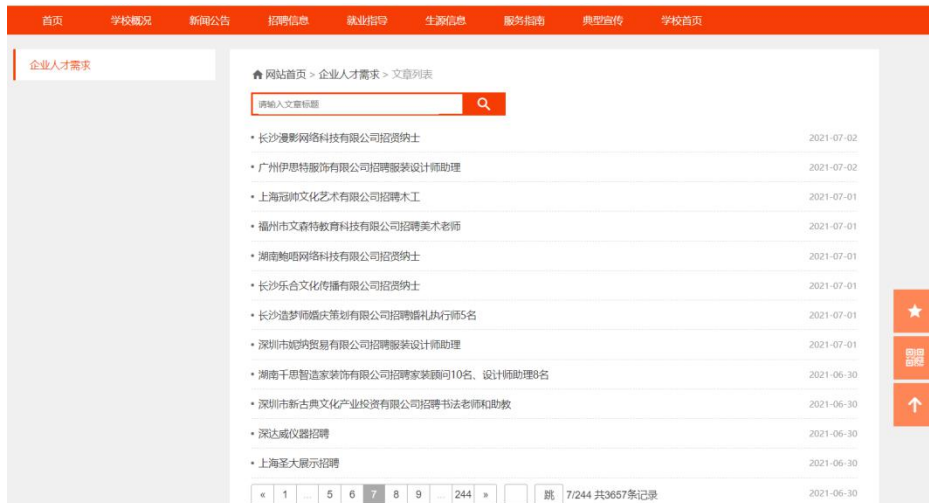 首页 学校概况 新闻公告 招聘信息 就业指导 生源信息 服务指南 典型宣传 学校首页
企业人才需求
网站首页 > 企业人才需求 > 文章列表
请输入文章标题
• 长沙漫影网络科技有限公司招贤纳士 2021-07-02
• 广州伊思特服饰有限公司招聘服装设计师助理 2021-07-02
• 上海冠帅文化艺术有限公司招聘木工 2021-07-01
• 福州市文森特教育科技有限公司招聘美术老师 2021-07-01
• 湖南鲍唔网络科技有限公司招贤纳士 2021-07-01
• 长沙乐合文化传播有限公司招贤纳士 2021-07-01
• 长沙造梦师婚庆策划有限公司招聘婚礼执行师5名 2021-07-01
• 深圳市妮纳贸易有限公司招聘服装设计师助理 2021-07-01
• 湖南千思智造家装饰有限公司招聘家装顾问10名、设计师助理8名 2021-06-30
• 深圳市新古典文化产业投资有限公司招聘书法老师和助教 2021-06-30
• 深达威仪器招聘 2021-06-30
• 上海圣大展示招聘 2021-06-30
« 1 ... 5 6 7 8 9 ... 244 » 跳 7/244 共3657条记录 2021-06-30